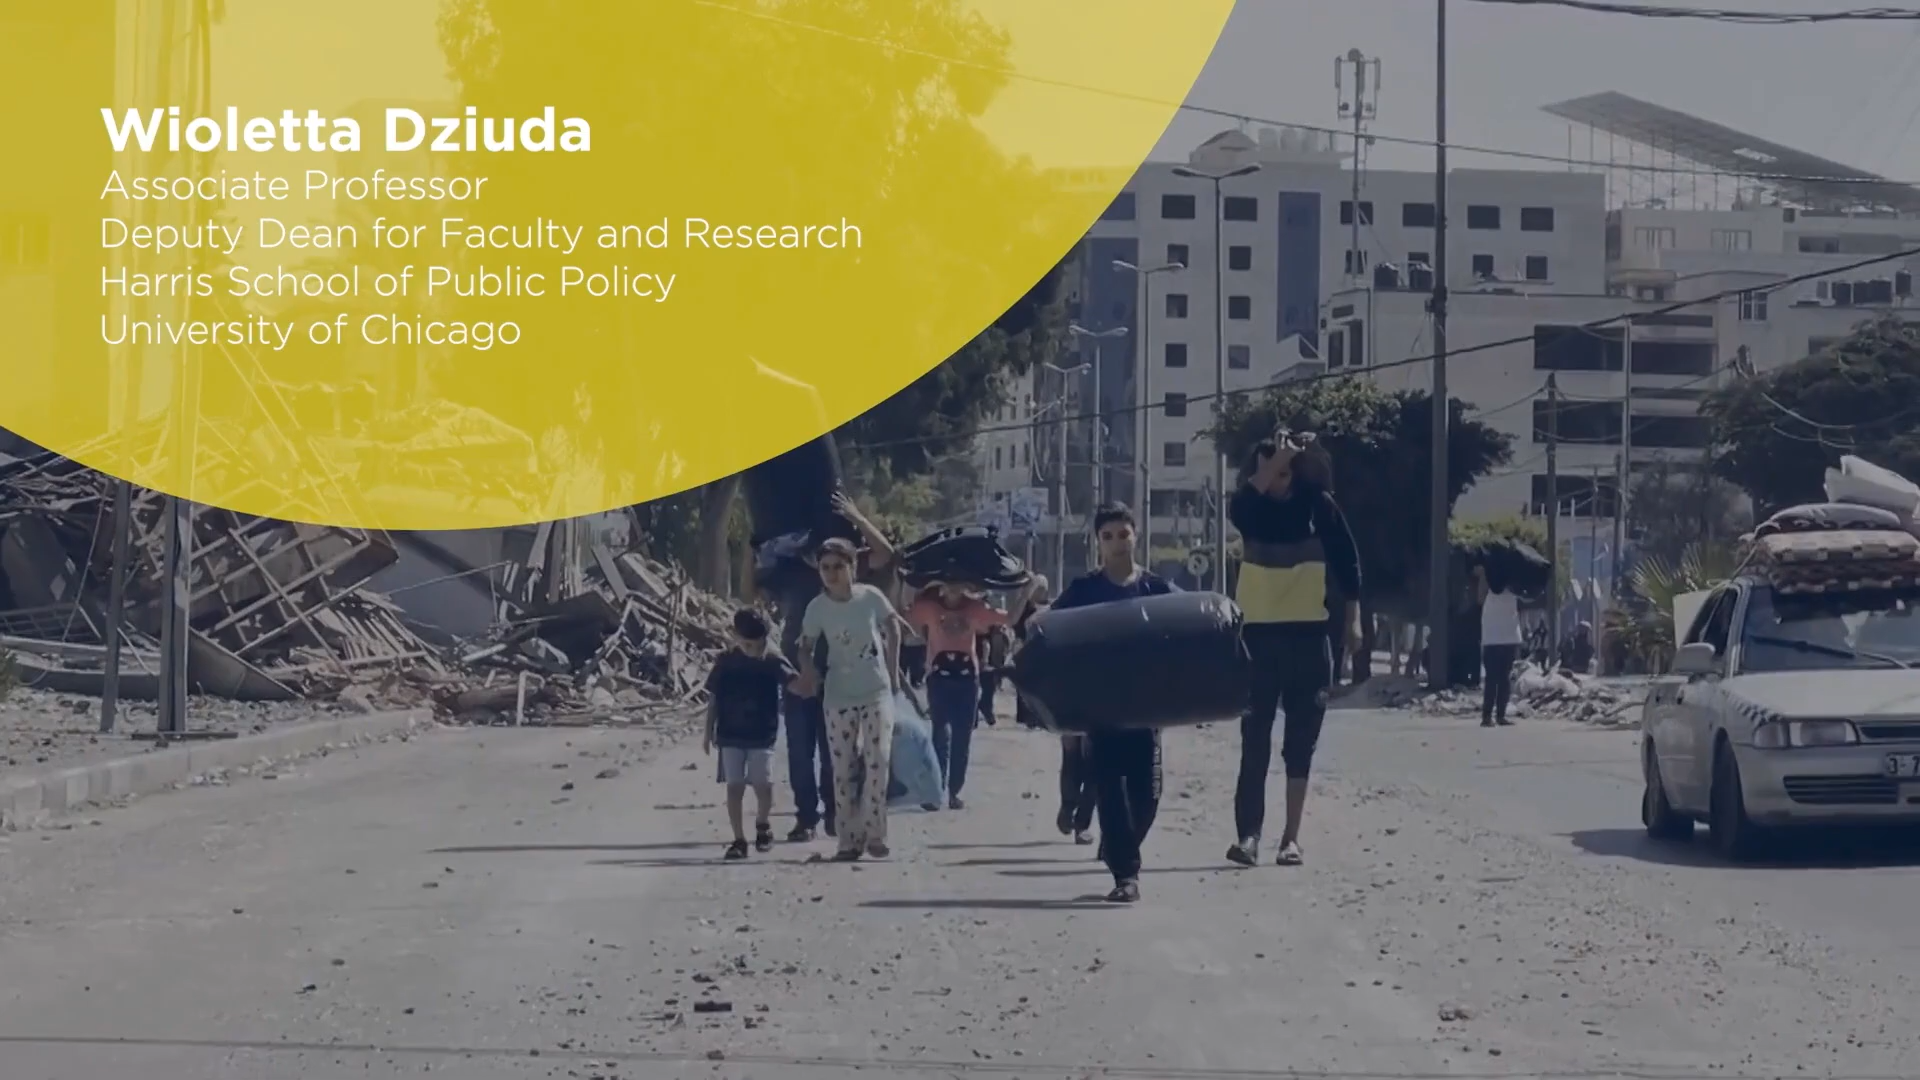 Wioletta Dziuda
Associate Professor
Deputy Dean for Faculty and Research
Harris School of Public Policy
University of Chicago